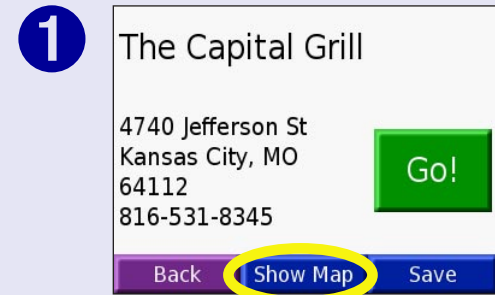 1
The Capital Grill
4740 Jefferson St
Kansas City, MO
64112
816-531-8345
Go!
Back Show Map Save